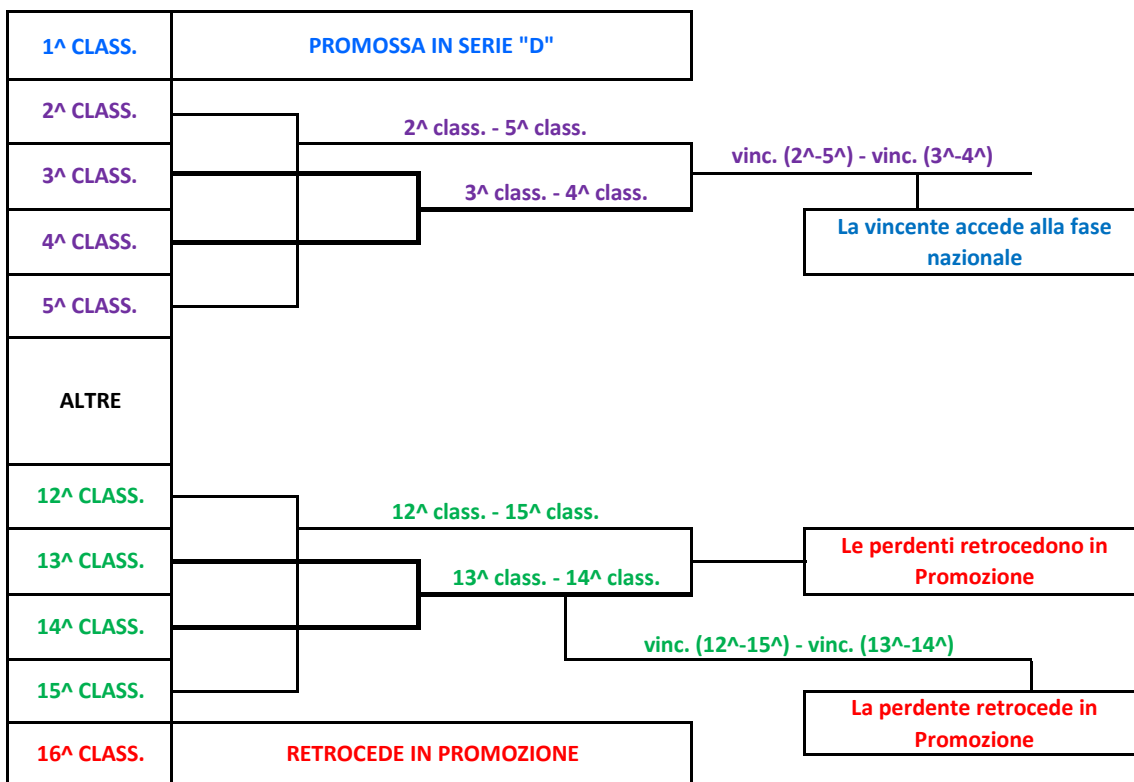 1^ CLASS.
PROMOSSA IN SERIE "D"
2^ CLASS.
2^ class. - 5^ class.
vinc. (2^-5^) - vinc. (3^-4^)
3^ CLASS.
3^ class. - 4^ class.
La vincente accede alla fase
nazionale
4^ CLASS.
5^ CLASS.
ALTRE
12^ CLASS.
12^ class. - 15^ class.
13^ CLASS.
Le perdenti retrocedono in
Promozione
13^ class. - 14^ class.
14^ CLASS.
vinc. (12^-15^) - vinc. (13^-14^)
15^ CLASS.
La perdente retrocede in
Promozione
16^ CLASS.
RETROCEDE IN PROMOZIONE